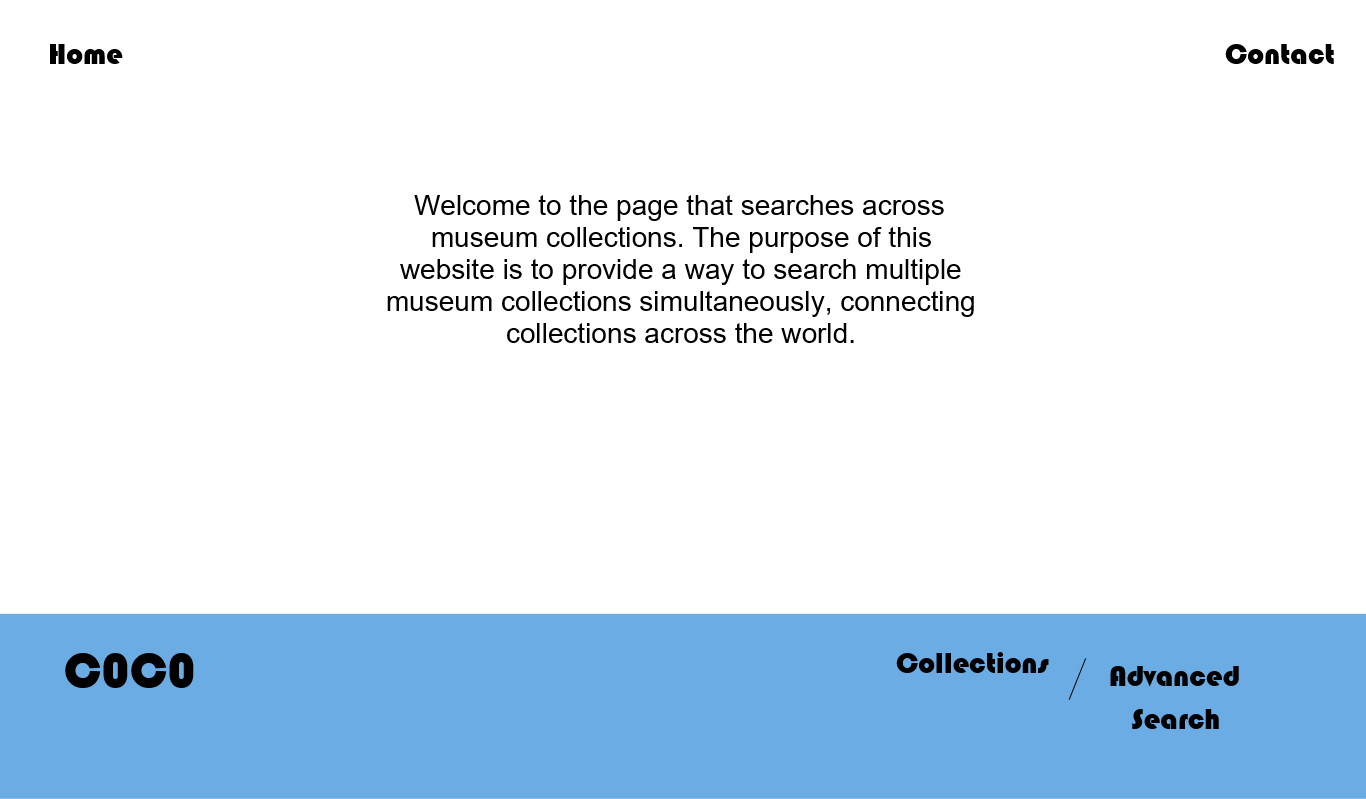 Home
Contact
Welcome to the page that searches across
museum collections. The purpose of this
website is to provide a way to search multiple
museum collections simultaneously, connecting
collections across the world.
COCO
Collections / Advanced
Search